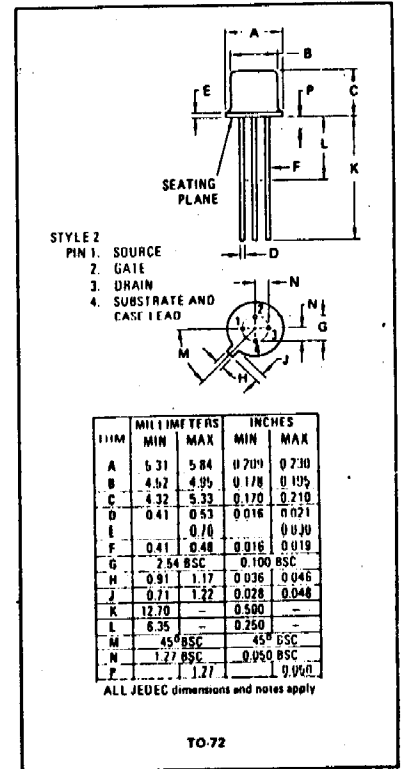 A
B
E
P
C
L
K
F
SEATING
PLANE
D
STYLE 2
PIN 1. SOURCE
2. GATE
3. DRAIN
4. SUBSTRATE AND
CASE LEAD
N
N
1 2 3
G
M
H
J
MILLIMETERS INCHES
DIM MIN MAX MIN MAX
A 5.31 5.84 0.209 0.230
B 4.52 4.95 0.178 0.195
C 4.32 5.33 0.170 0.210
D 0.41 0.53 0.016 0.021
E 0.76 0.030
F 0.41 0.48 0.016 0.019
G 2.54 BSC 0.100 BSC
H 0.91 1.17 0.036 0.046
J 0.71 1.22 0.028 0.048
K 12.70 – 0.500 –
L 6.35 – 0.250 –
M 45° BSC 45° BSC
N 1.27 BSC 0.050 BSC
P 1.27 0.050
ALL JEDEC dimensions and notes apply
TO-72